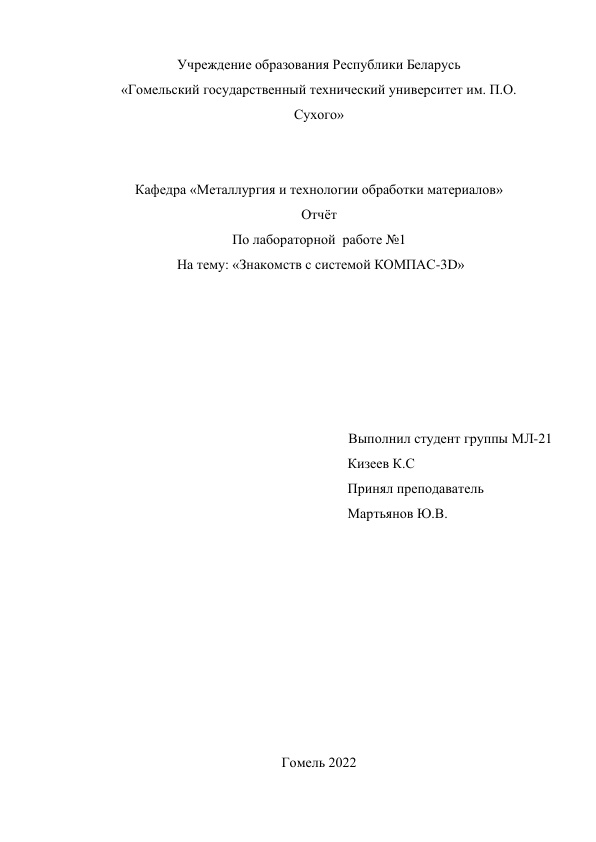 Учреждение образования Республики Беларусь
«Гомельский государственный технический университет им. П.О.
Сухого»
Кафедра «Металлургия и технологии обработки материалов»
Отчёт
По лабораторной  работе №1
На тему: «Знакомств с системой КОМПАС-3D»
Выполнил студент группы МЛ-21
Кизеев К.С
Принял преподаватель
Мартьянов Ю.В.
Гомель 2022